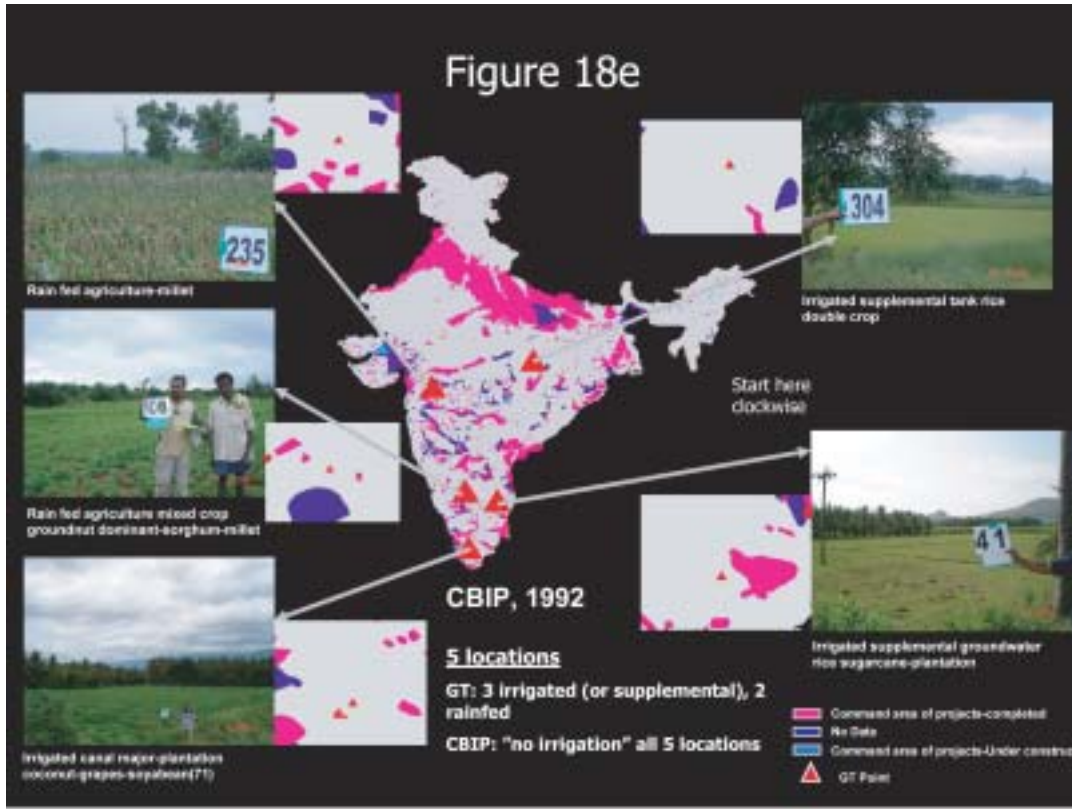 Figure 18e
235
Rain fed agriculture-millet
304
Irrigated supplemental tank rice
double crop
Start here
clockwise
Rain fed agriculture mixed crop
groundnut dominant-sorghum-millet
41
Irrigated supplemental groundwater
rice sugarcane-plantation
Irrigated canal major-plantation
coconut-grapes-soyabean(71)
CBIP, 1992
5 locations
GT: 3 irrigated (or supplemental), 2
rainfed
CBIP: "no irrigation" all 5 locations
Command area of projects-completed
No Data
Command area of projects-Under construc
GT Point